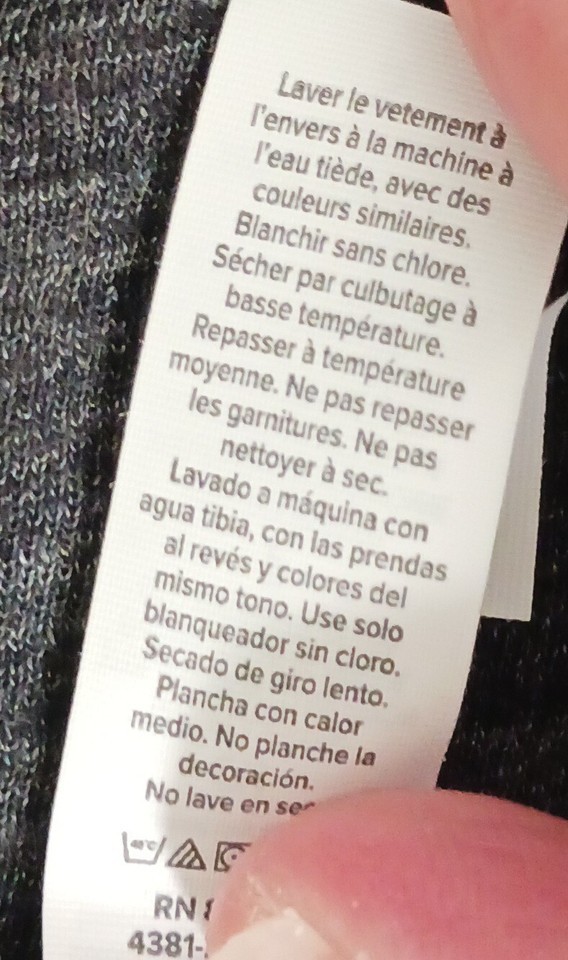 Laver le vetement à
l'envers à la machine à
l'eau tiède, avec des
couleurs similaires.
Blanchir sans chlore.
Sécher par culbutage à
basse température.
Repasser à température
moyenne. Ne pas repasser
les garnitures. Ne pas
nettoyer à sec.
Lavado a máquina con
agua tibia, con las prendas
al revés y colores del
mismo tono. Use solo
blanqueador sin cloro.
Secado de giro lento.
Plancha con calor
medio. No planche la
decoración.
No lave en sec
40°C
RN
4381-